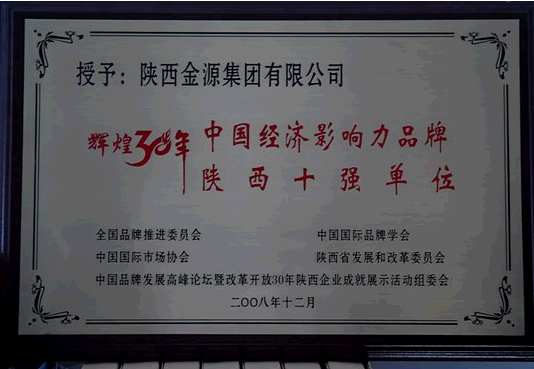 授予：陕西金源集团有限公司
辉煌30年 中国经济影响力品牌
陕西十强单位
全国品牌推进委员会 中国国际品牌学会
中国国际市场协会 陕西省发展和改革委员会
中国品牌发展高峰论坛暨改革开放30年陕西企业成就展示活动组委会
二〇〇八年十二月